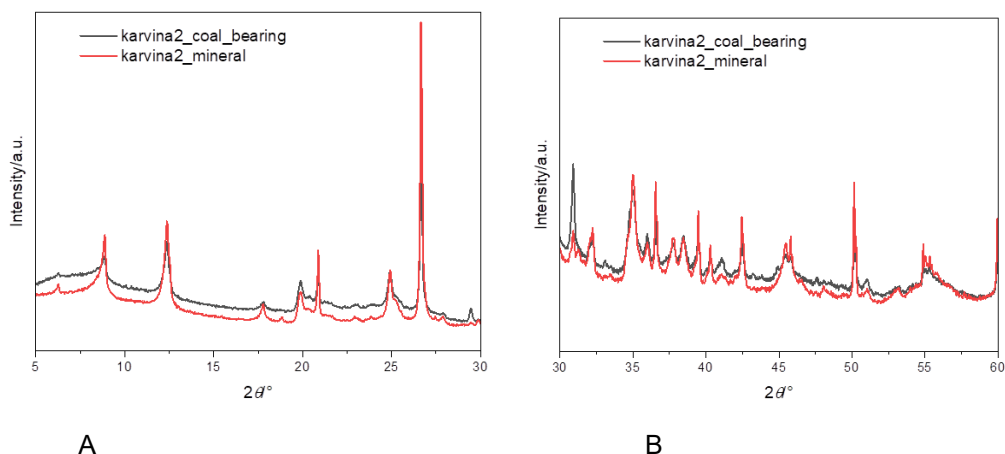 karvina2_coal_bearing
karvina2_mineral
Intensity/a.u.
5 10 15 20 25 30
2θ/°
A
karvina2_coal_bearing
karvina2_mineral
Intensity/a.u.
30 35 40 45 50 55 60
2θ/°
B